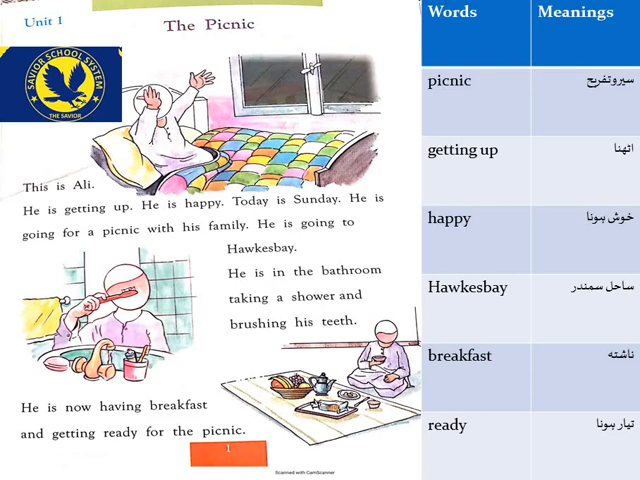 Unit 1
The Picnic
SAVIOR SCHOOL SYSTEM
THE SAVIOR
This is Ali.
He is getting up. He is happy. Today is Sunday. He is
going for a picnic with his family. He is going to
Hawkesbay.
He is in the bathroom
taking a shower and
brushing his teeth.
He is now having breakfast
and getting ready for the picnic.
1
Scanned with CamScanner
Words Meanings
picnic سیروتفریح
getting up اٹھنا
happy خوش ہونا
Hawkesbay ساحل سمندر
breakfast ناشتہ
ready تیار ہونا